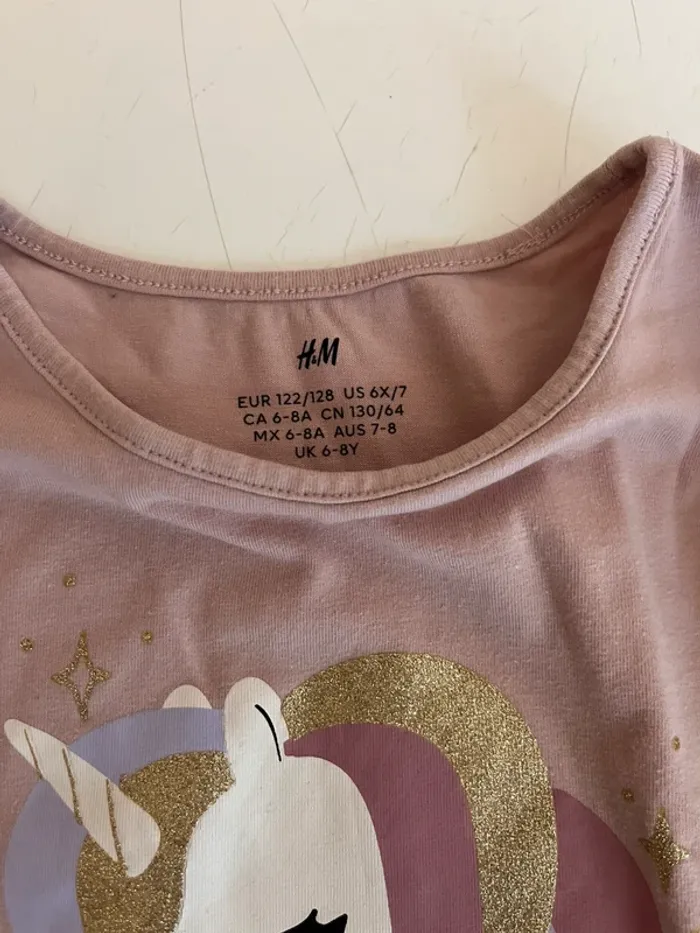 H&M
EUR 122/128 US 6X/7
CA 6-8A CN 130/64
MX 6-8A AUS 7-8
UK 6-8Y